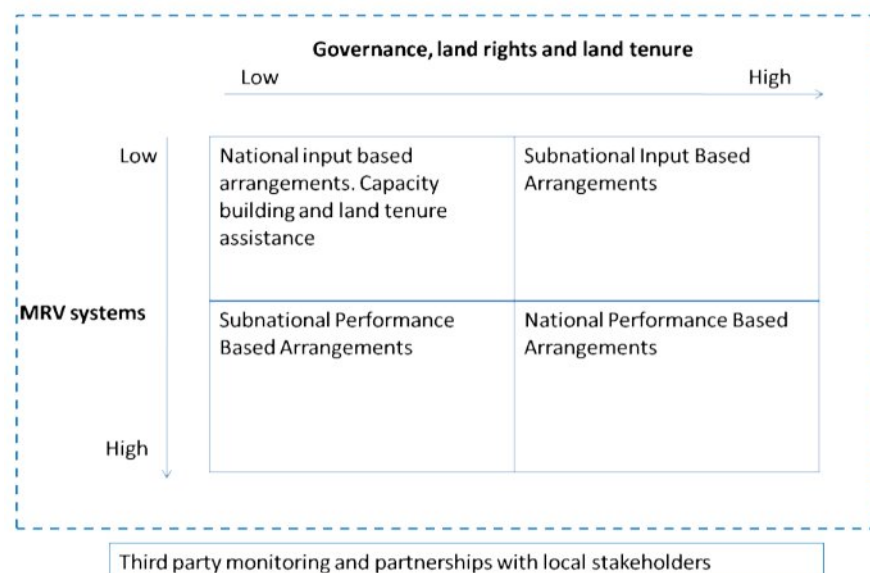 Governance, land rights and land tenure
Low
High
Low
National input based
arrangements. Capacity
building and land tenure
assistance
Subnational Input Based
Arrangements
MRV systems
Subnational Performance
Based Arrangements
National Performance Based
Arrangements
High
Third party monitoring and partnerships with local stakeholders